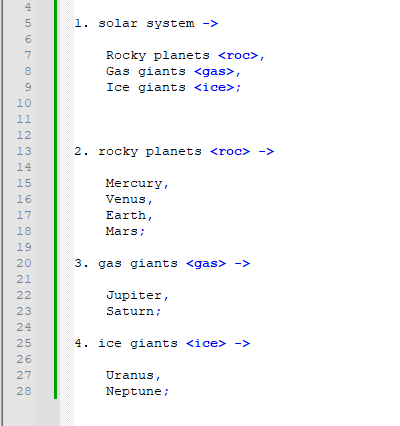 4
5 1. solar system ->
6
7 Rocky planets <roc>,
8 Gas giants <gas>,
9 Ice giants <ice>;
10
11
12
13 2. rocky planets <roc> ->
14
15 Mercury,
16 Venus,
17 Earth,
18 Mars;
19
20 3. gas giants <gas> ->
21
22 Jupiter,
23 Saturn;
24
25 4. ice giants <ice> ->
26
27 Uranus,
28 Neptune;